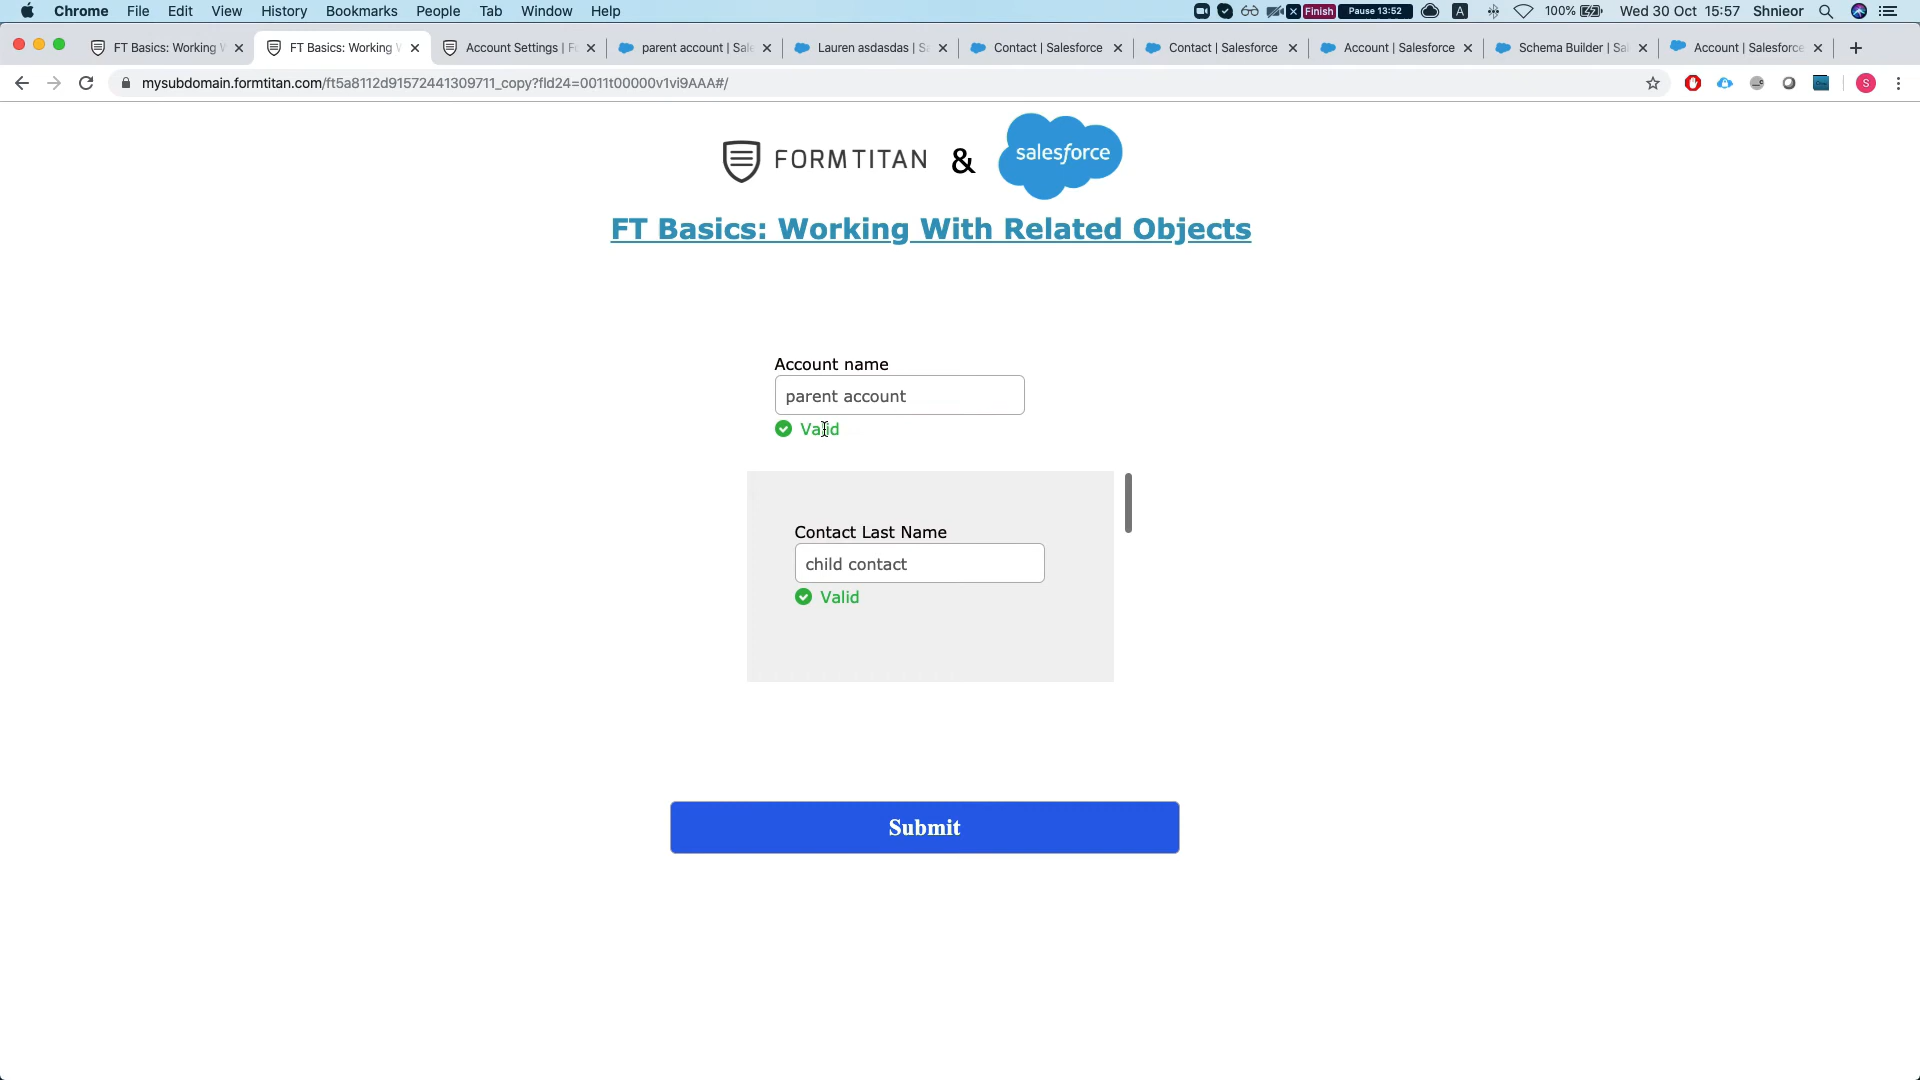 Chrome File Edit View History Bookmarks People Tab Window Help Finish Pause 13:52 A 100% Wed 30 Oct 15:57 Shnieor
FT Basics: Working FT Basics: Working Account Settings | parent account | Sale Lauren asdasdas | Contact | Salesforce Contact | Salesforce Account | Salesforce Schema Builder | Sal Account | Salesforce
mysubdomain.formtitan.com/ft5a8112d91572441309711_copy?fld24=0011t00000v1vi9AAA#/ S
FORMTITAN & salesforce
FT Basics: Working With Related Objects
Account name
parent account
Valid
Contact Last Name
child contact
Valid
Submit